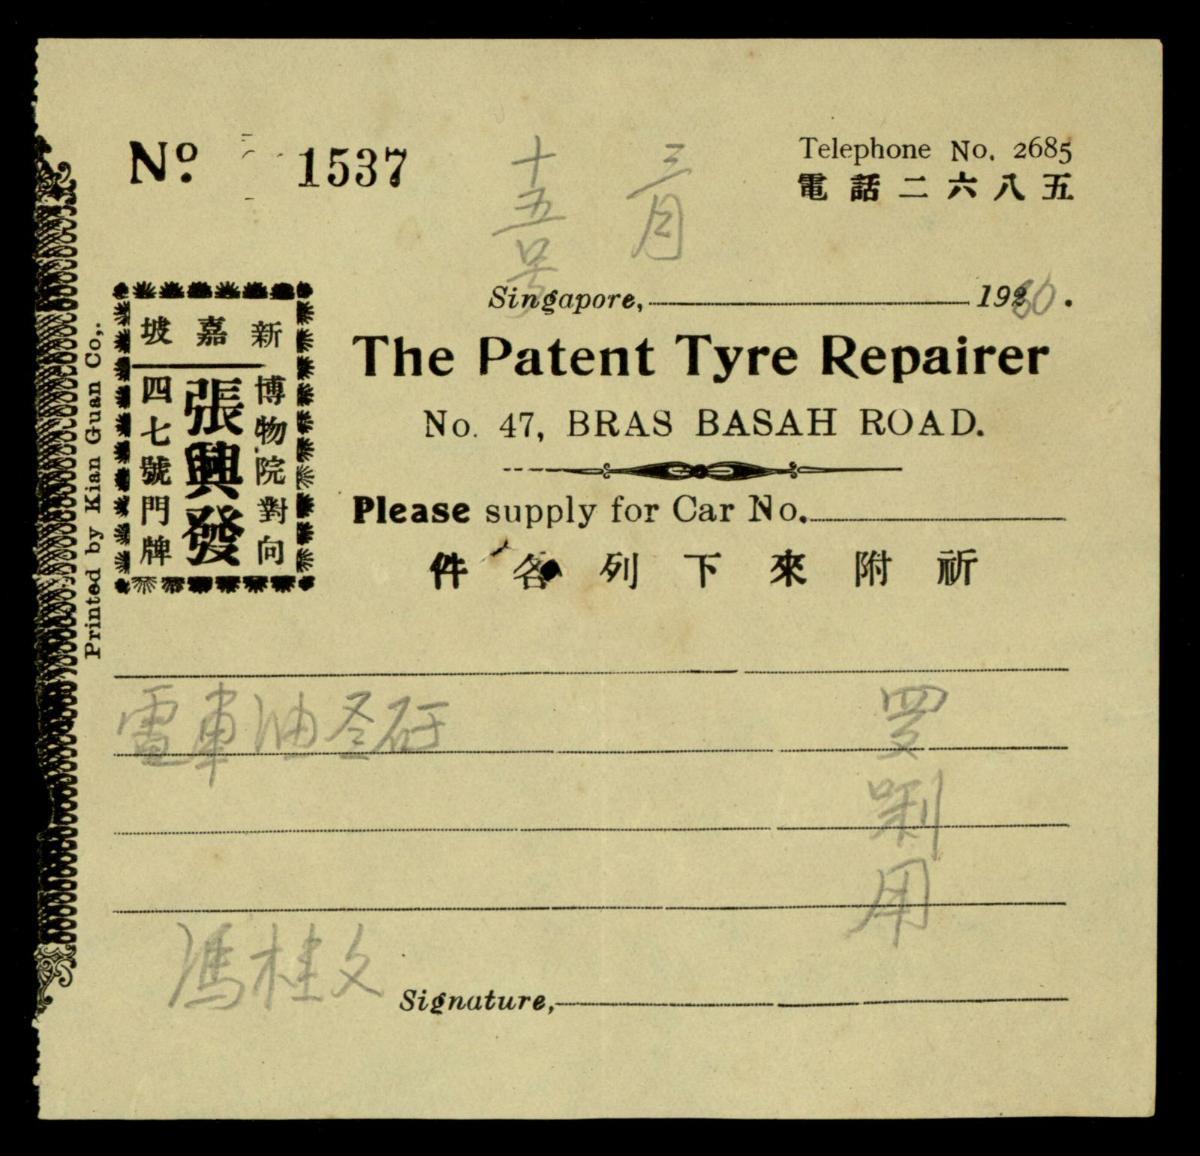 No. 1537
Telephone No. 2685
電話二六八五
三月
十五號
Singapore, 1930.
新嘉坡
博物院對向
張興發
四七號門牌
The Patent Tyre Repairer
No. 47, BRAS BASAH ROAD.
Please supply for Car No.
祈附來下列各件
電車油
用
馮桂文
Signature,
Printed by Kian Guan Co,.